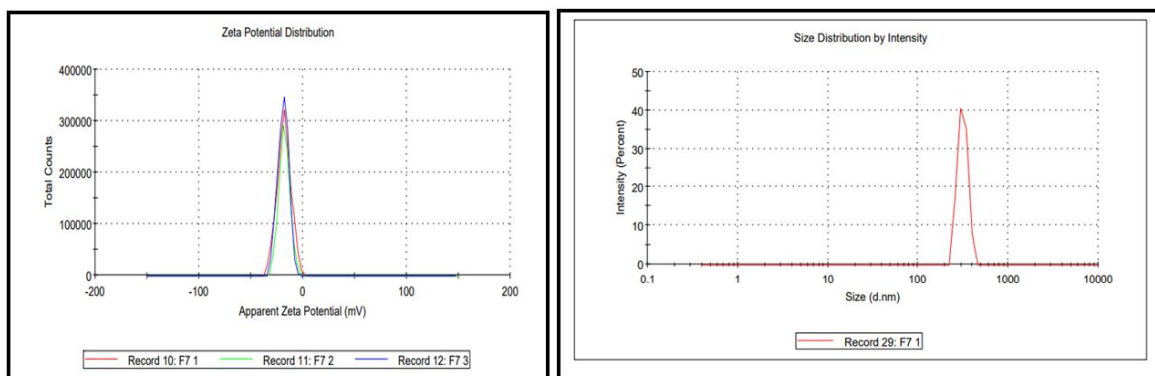 Zeta Potential Distribution
Total Counts
400000
300000
200000
100000
0
-200
-100
0
100
200
Apparent Zeta Potential (mV)
Record 10: F7 1
Record 11: F7 2
Record 12: F7 3
Size Distribution by Intensity
Intensity (Percent)
50
40
30
20
10
0
0.1
1
10
100
1000
10000
Size (d.nm)
Record 29: F7 1